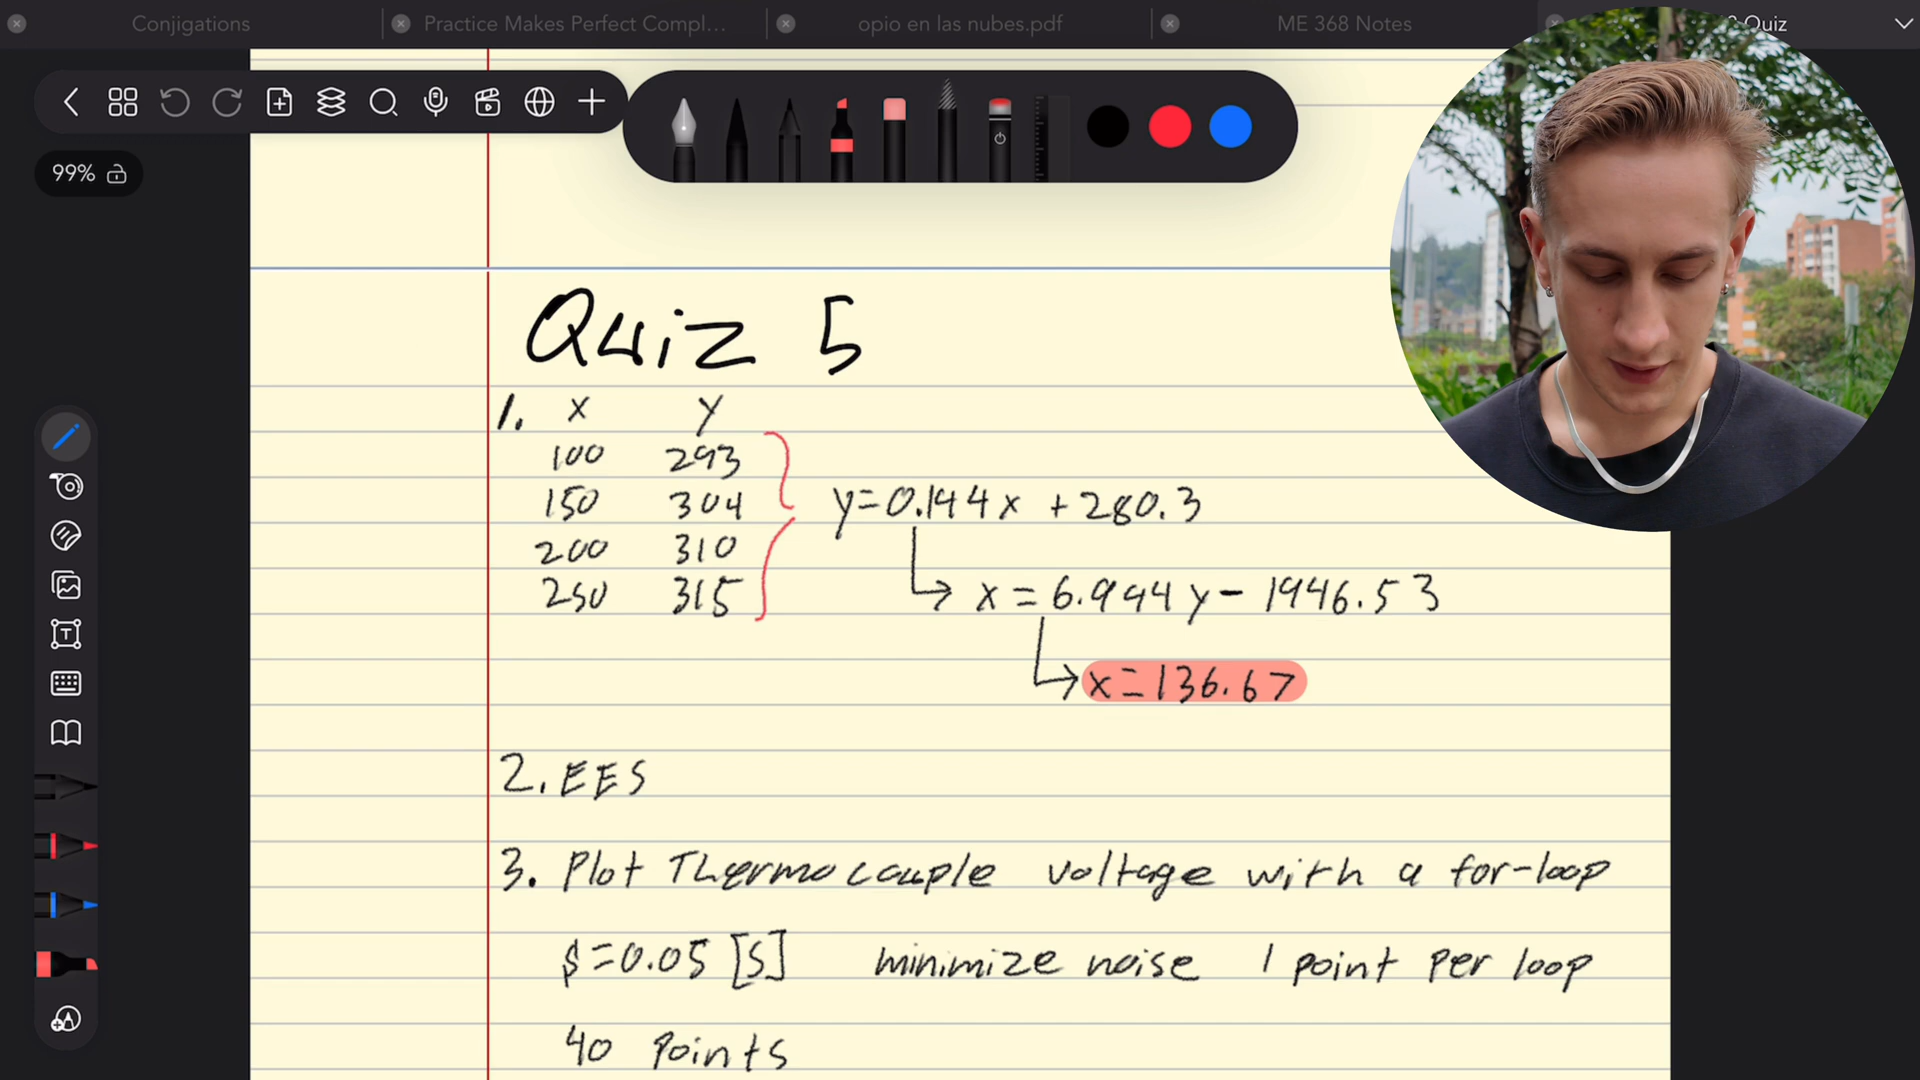 Conjigations
Practice Makes Perfect Compl...
opio en las nubes.pdf
ME 368 Notes
Quiz
99%
Quiz 5
1. x y
100 293
150 304
200 310
250 315
y=0.144x +280.3
x = 6.944y - 1946.53
x=136.67
2. EES
3. Plot Thermocouple voltage with a for-loop
$=0.05 [S] minimize noise 1 point per loop
40 points